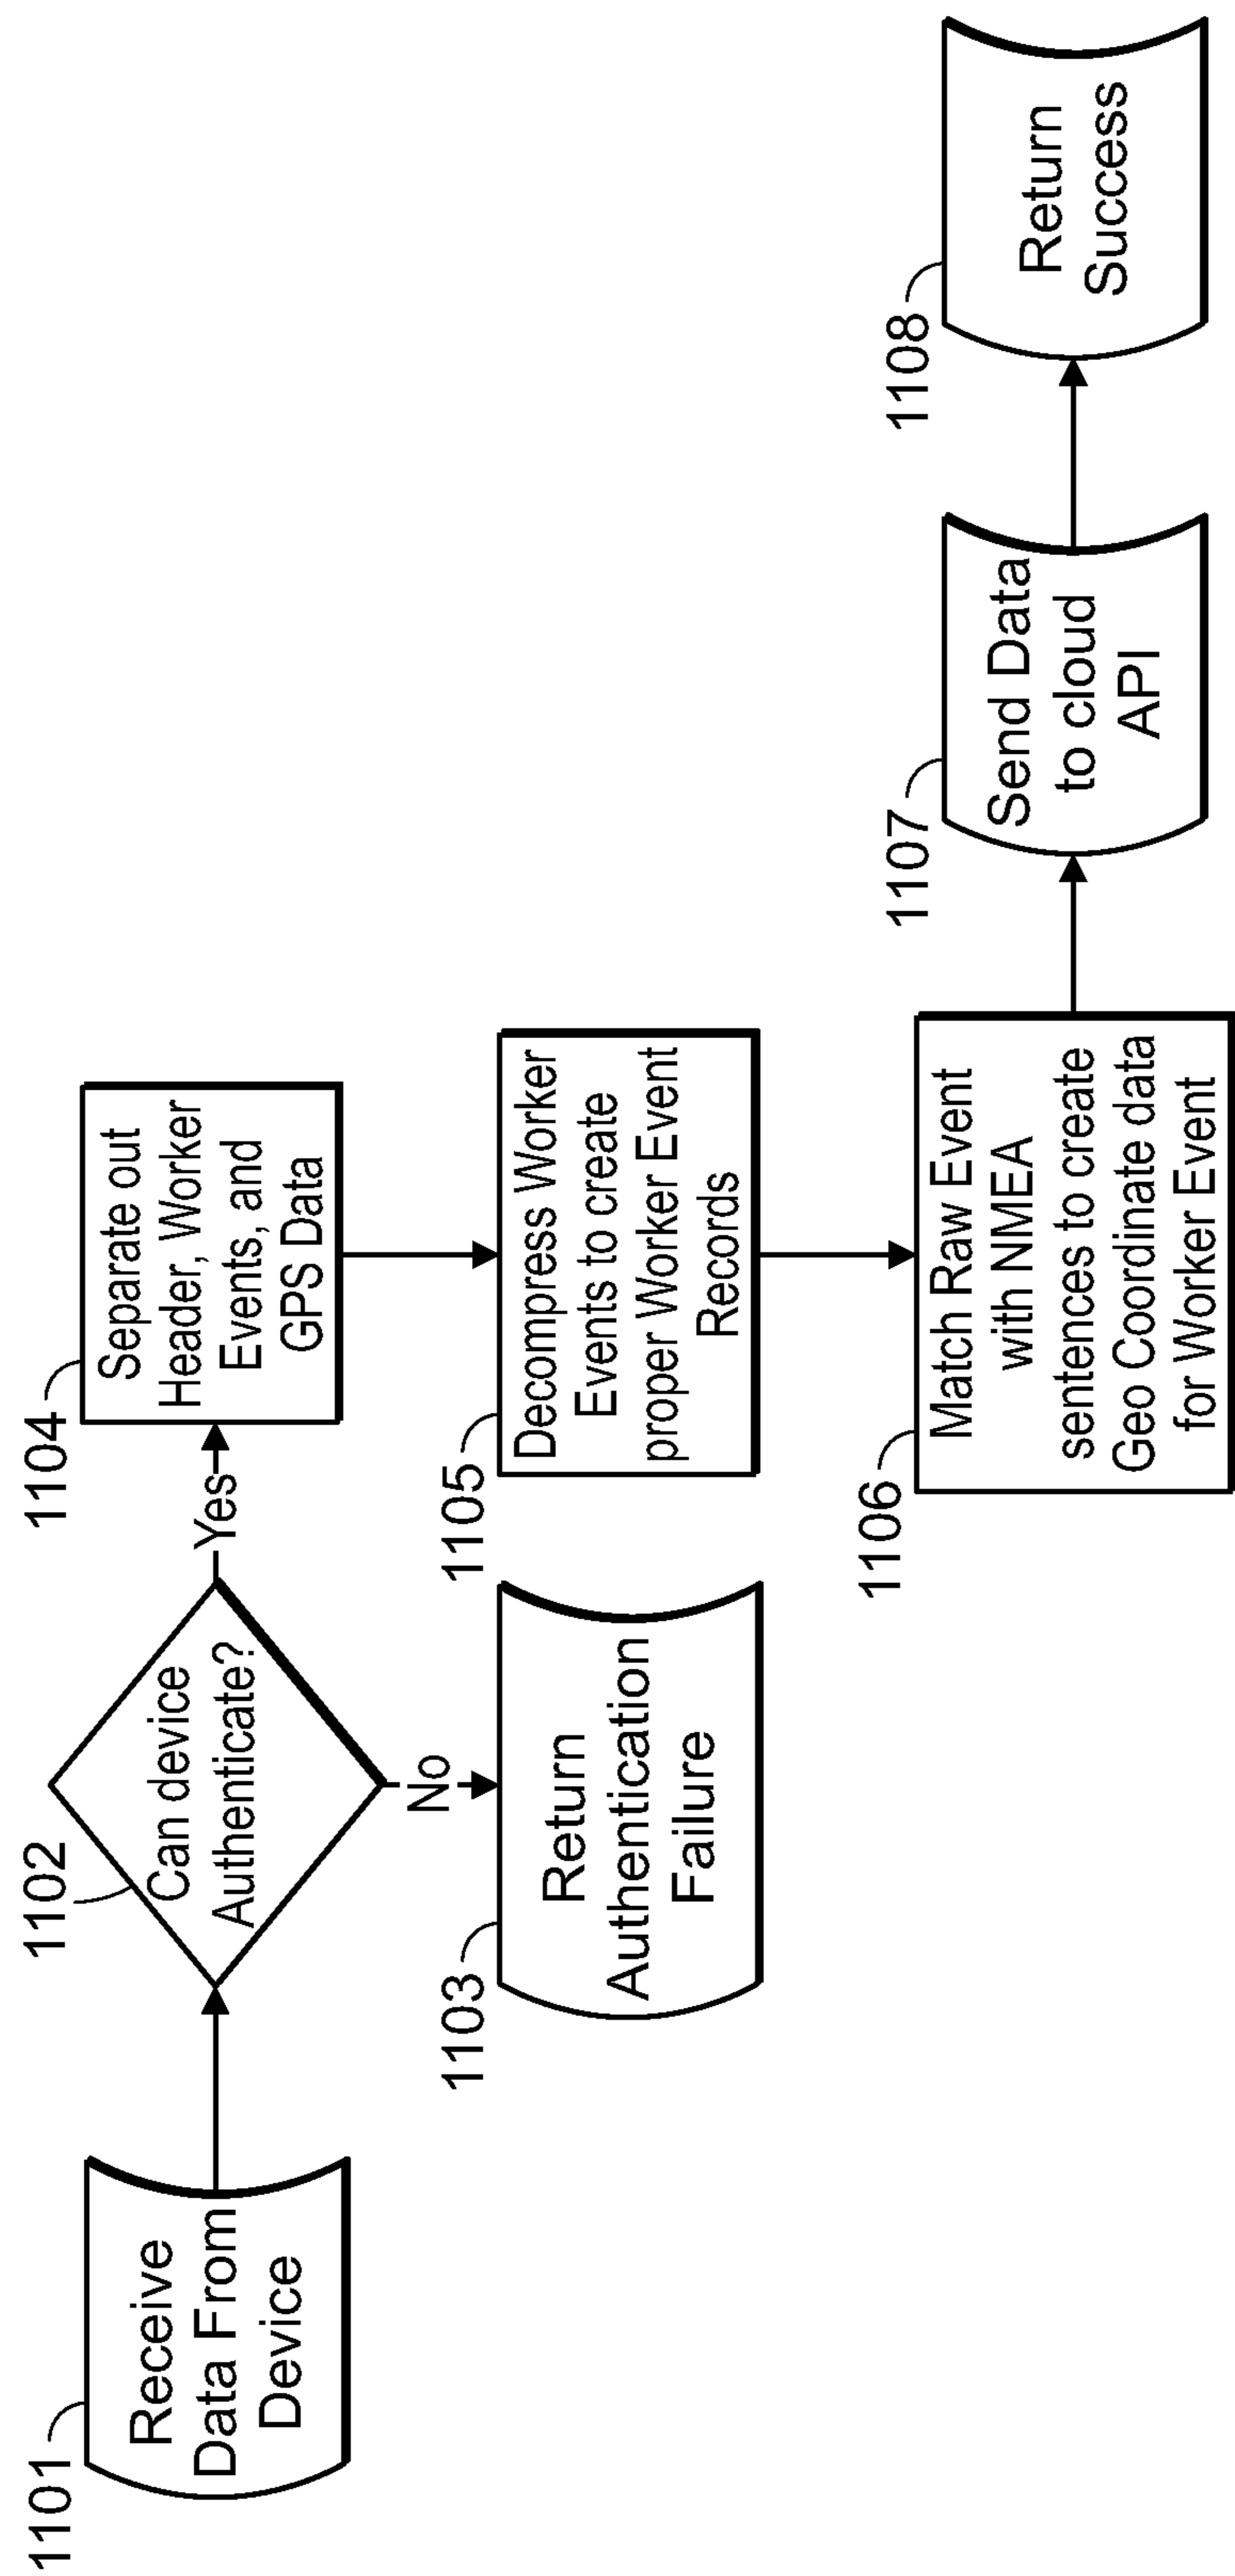 1101
Receive
Data From
Device
1102
Can device
Authenticate?
Yes
No
1103
Return
Authentication
Failure
1104
Separate out
Header, Worker
Events, and
GPS Data
1105
Decompress Worker
Events to create
proper Worker Event
Records
1106
Match Raw Event
with NMEA
sentences to create
Geo Coordinate data
for Worker Event
1107
Send Data
to cloud
API
1108
Return
Success